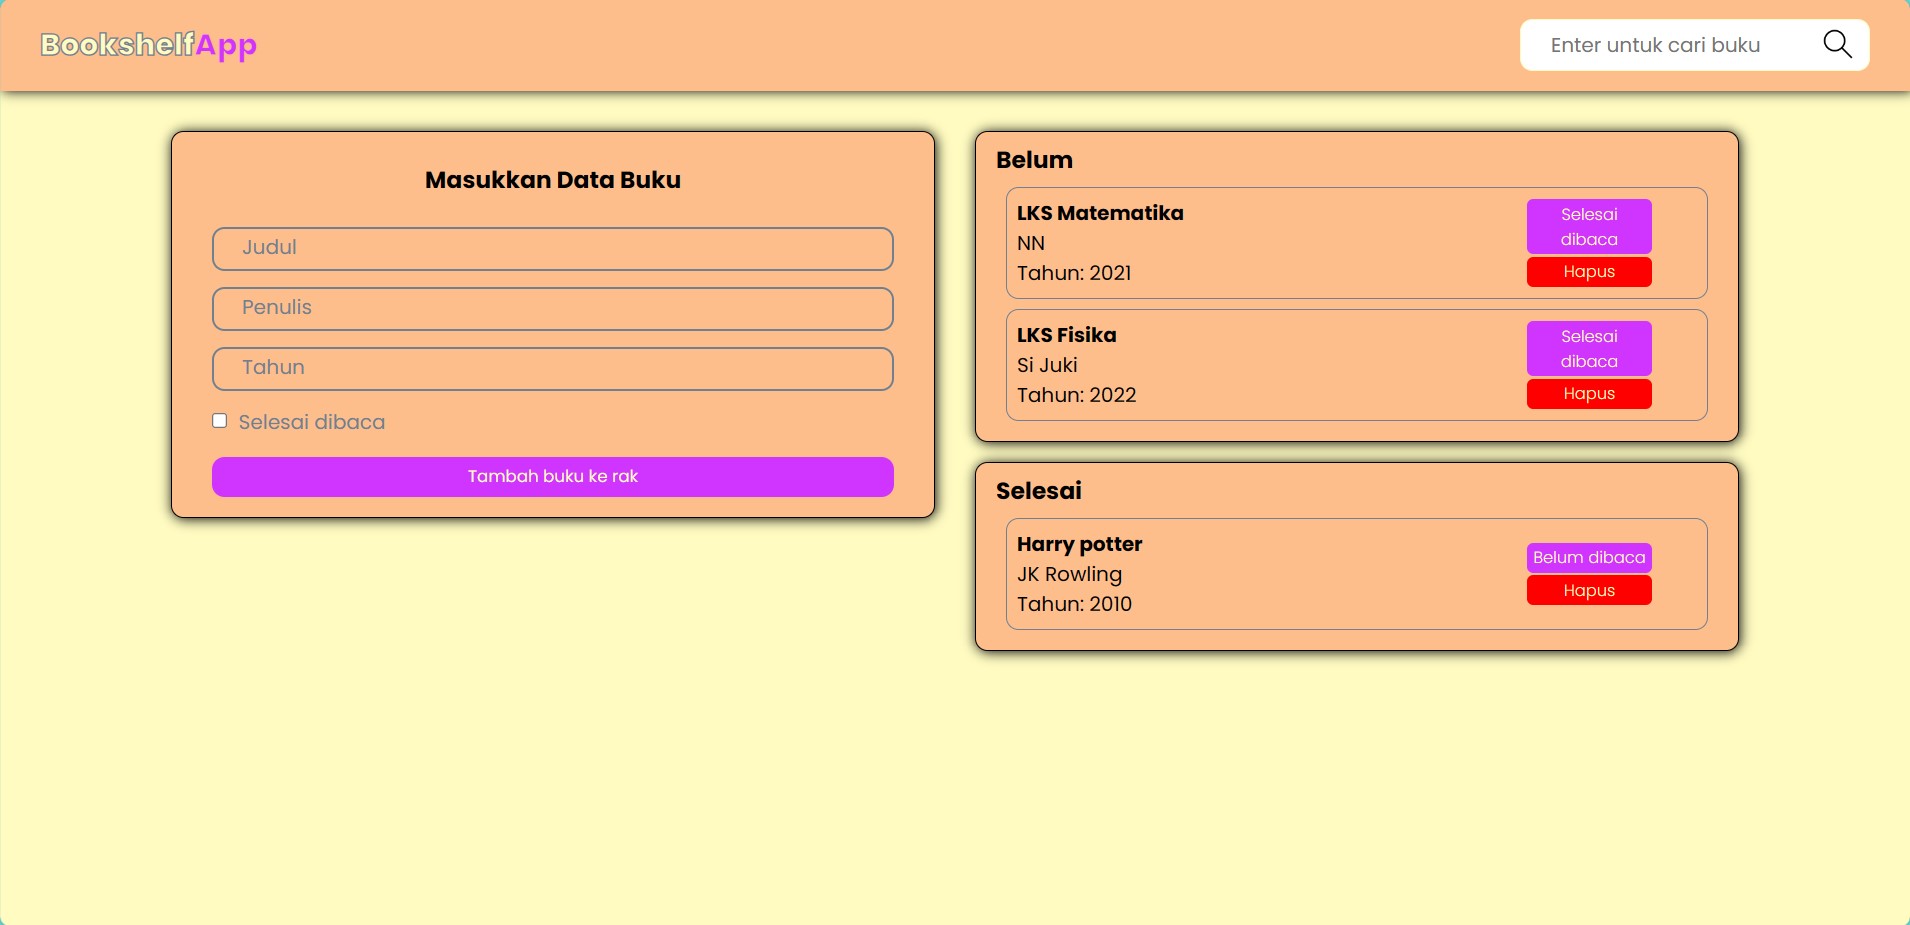 BookshelfApp
Enter untuk cari buku
Masukkan Data Buku
Judul
Penulis
Tahun
Selesai dibaca
Tambah buku ke rak
Belum
LKS Matematika
NN
Tahun: 2021
Selesai
dibaca
Hapus
LKS Fisika
Si Juki
Tahun: 2022
Selesai
dibaca
Hapus
Selesai
Harry potter
JK Rowling
Tahun: 2010
Belum dibaca
Hapus